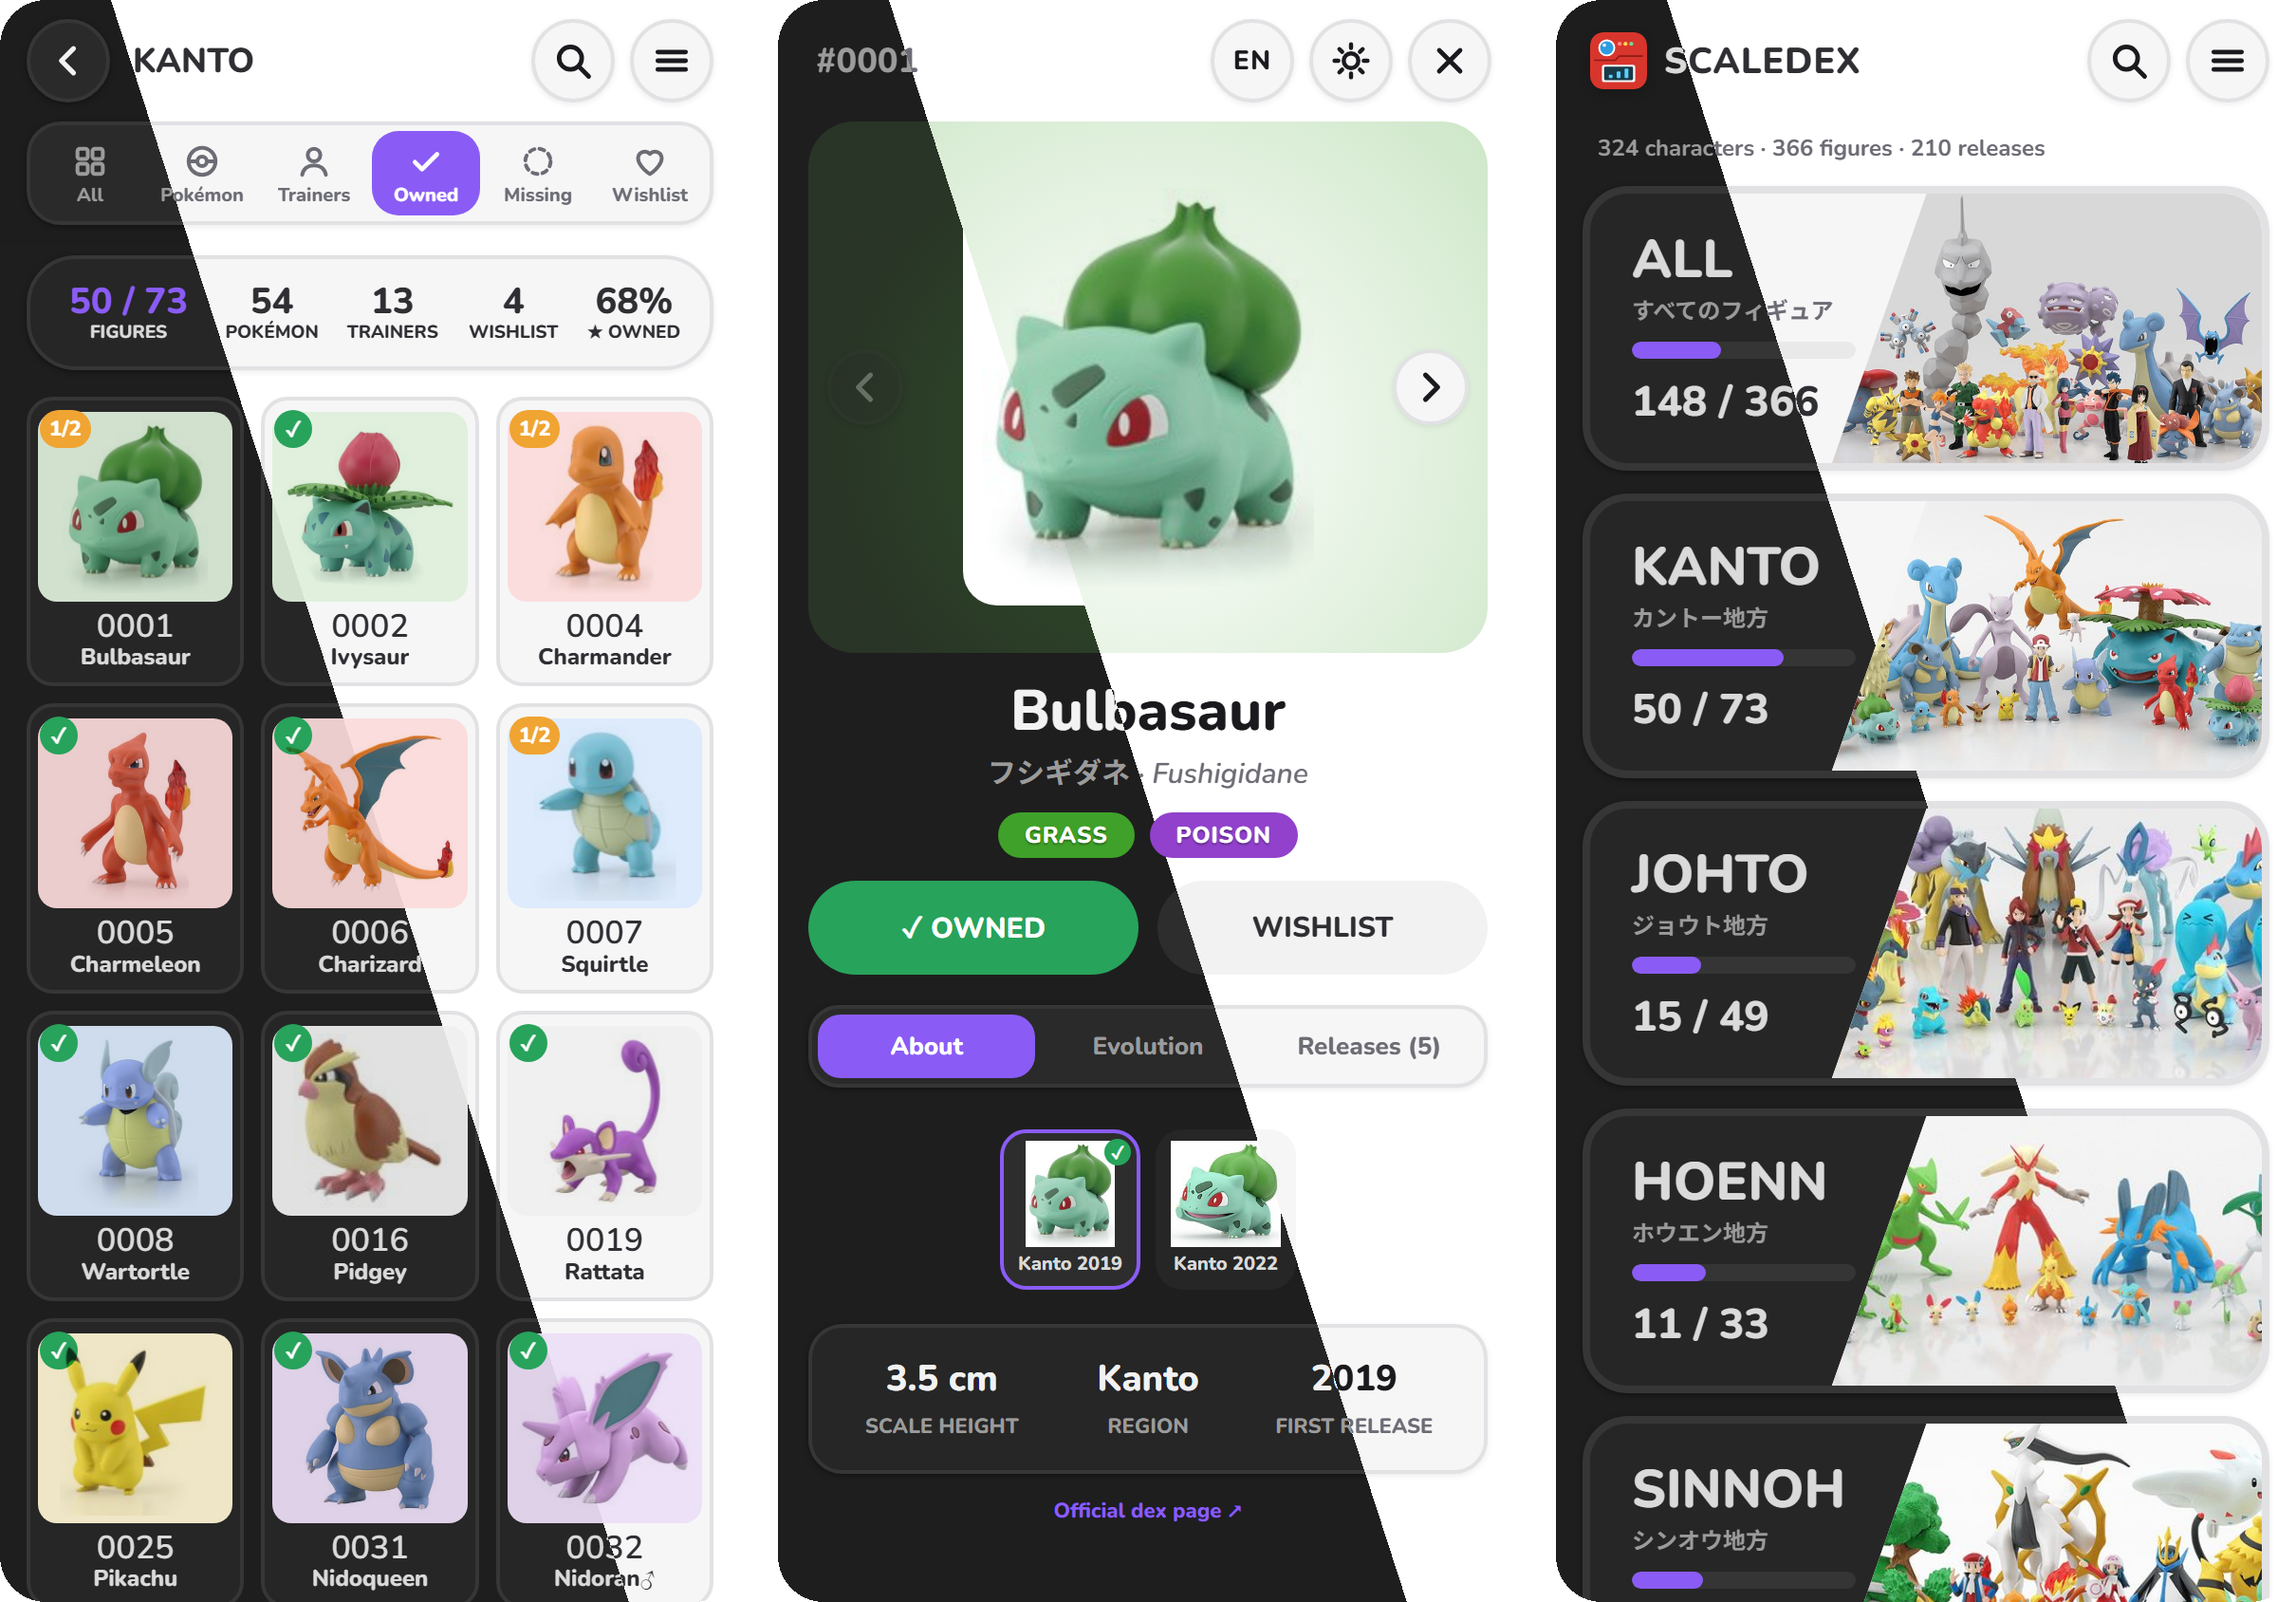 KANTO
All
Pokémon
Trainers
Owned
Missing
Wishlist
50 / 73
FIGURES
54
POKÉMON
13
TRAINERS
4
WISHLIST
68%
★ OWNED
1/2
0001
Bulbasaur
✓
0002
Ivysaur
1/2
0004
Charmander
✓
0005
Charmeleon
✓
0006
Charizard
1/2
0007
Squirtle
✓
0008
Wartortle
✓
0016
Pidgey
✓
0019
Rattata
✓
0025
Pikachu
✓
0031
Nidoqueen
✓
0032
Nidoran♂
#0001
EN
Bulbasaur
フシギダネ · Fushigidane
GRASS
POISON
✓ OWNED
WISHLIST
About
Evolution
Releases (5)
Kanto 2019
Kanto 2022
3.5 cm
SCALE HEIGHT
Kanto
REGION
2019
FIRST RELEASE
Official dex page ↗
SCALEDEX
324 characters · 366 figures · 210 releases
ALL
すべてのフィギュア
148 / 366
KANTO
カントー地方
50 / 73
JOHTO
ジョウト地方
15 / 49
HOENN
ホウエン地方
11 / 33
SINNOH
シンオウ地方